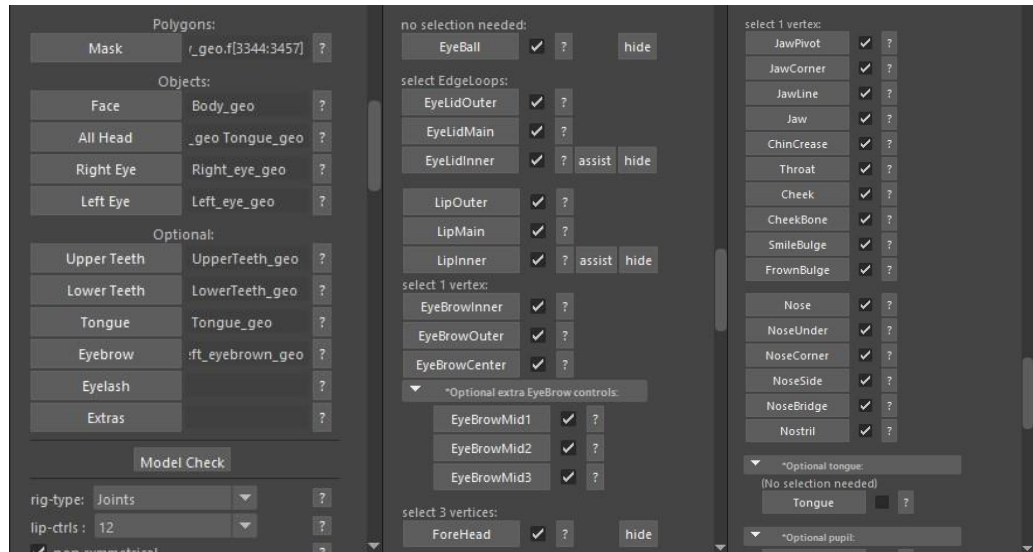 Polygons:
Mask /_geo.f[3344:3457] ?
Objects:
Face Body_geo ?
All Head _geo Tongue_geo ?
Right Eye Right_eye_geo ?
Left Eye Left_eye_geo ?
Optional:
Upper Teeth UpperTeeth_geo ?
Lower Teeth LowerTeeth_geo ?
Tongue Tongue_geo ?
Eyebrow eft_eyebrown_geo ?
Eyelash ?
Extras ?
Model Check
rig-type: Joints ?
lip-ctrls : 12 ?
non symmetrical ?
no selection needed:
EyeBall ? hide
select EdgeLoops:
EyeLidOuter ?
EyeLidMain ?
EyeLidInner ? assist hide
LipOuter ?
LipMain ?
LipInner ? assist hide
select 1 vertex:
EyeBrowInner ?
EyeBrowOuter ?
EyeBrowCenter ?
*Optional extra EyeBrow controls:
EyeBrowMid1 ?
EyeBrowMid2 ?
EyeBrowMid3 ?
select 3 vertices:
ForeHead ? hide
select 1 vertex:
JawPivot ?
JawCorner ?
JawLine ?
Jaw ?
ChinCrease ?
Throat ?
Cheek ?
CheekBone ?
SmileBulge ?
FrownBulge ?
Nose ?
NoseUnder ?
NoseCorner ?
NoseSide ?
NoseBridge ?
Nostril ?
*Optional tongue:
(No selection needed)
Tongue ?
*Optional pupil: